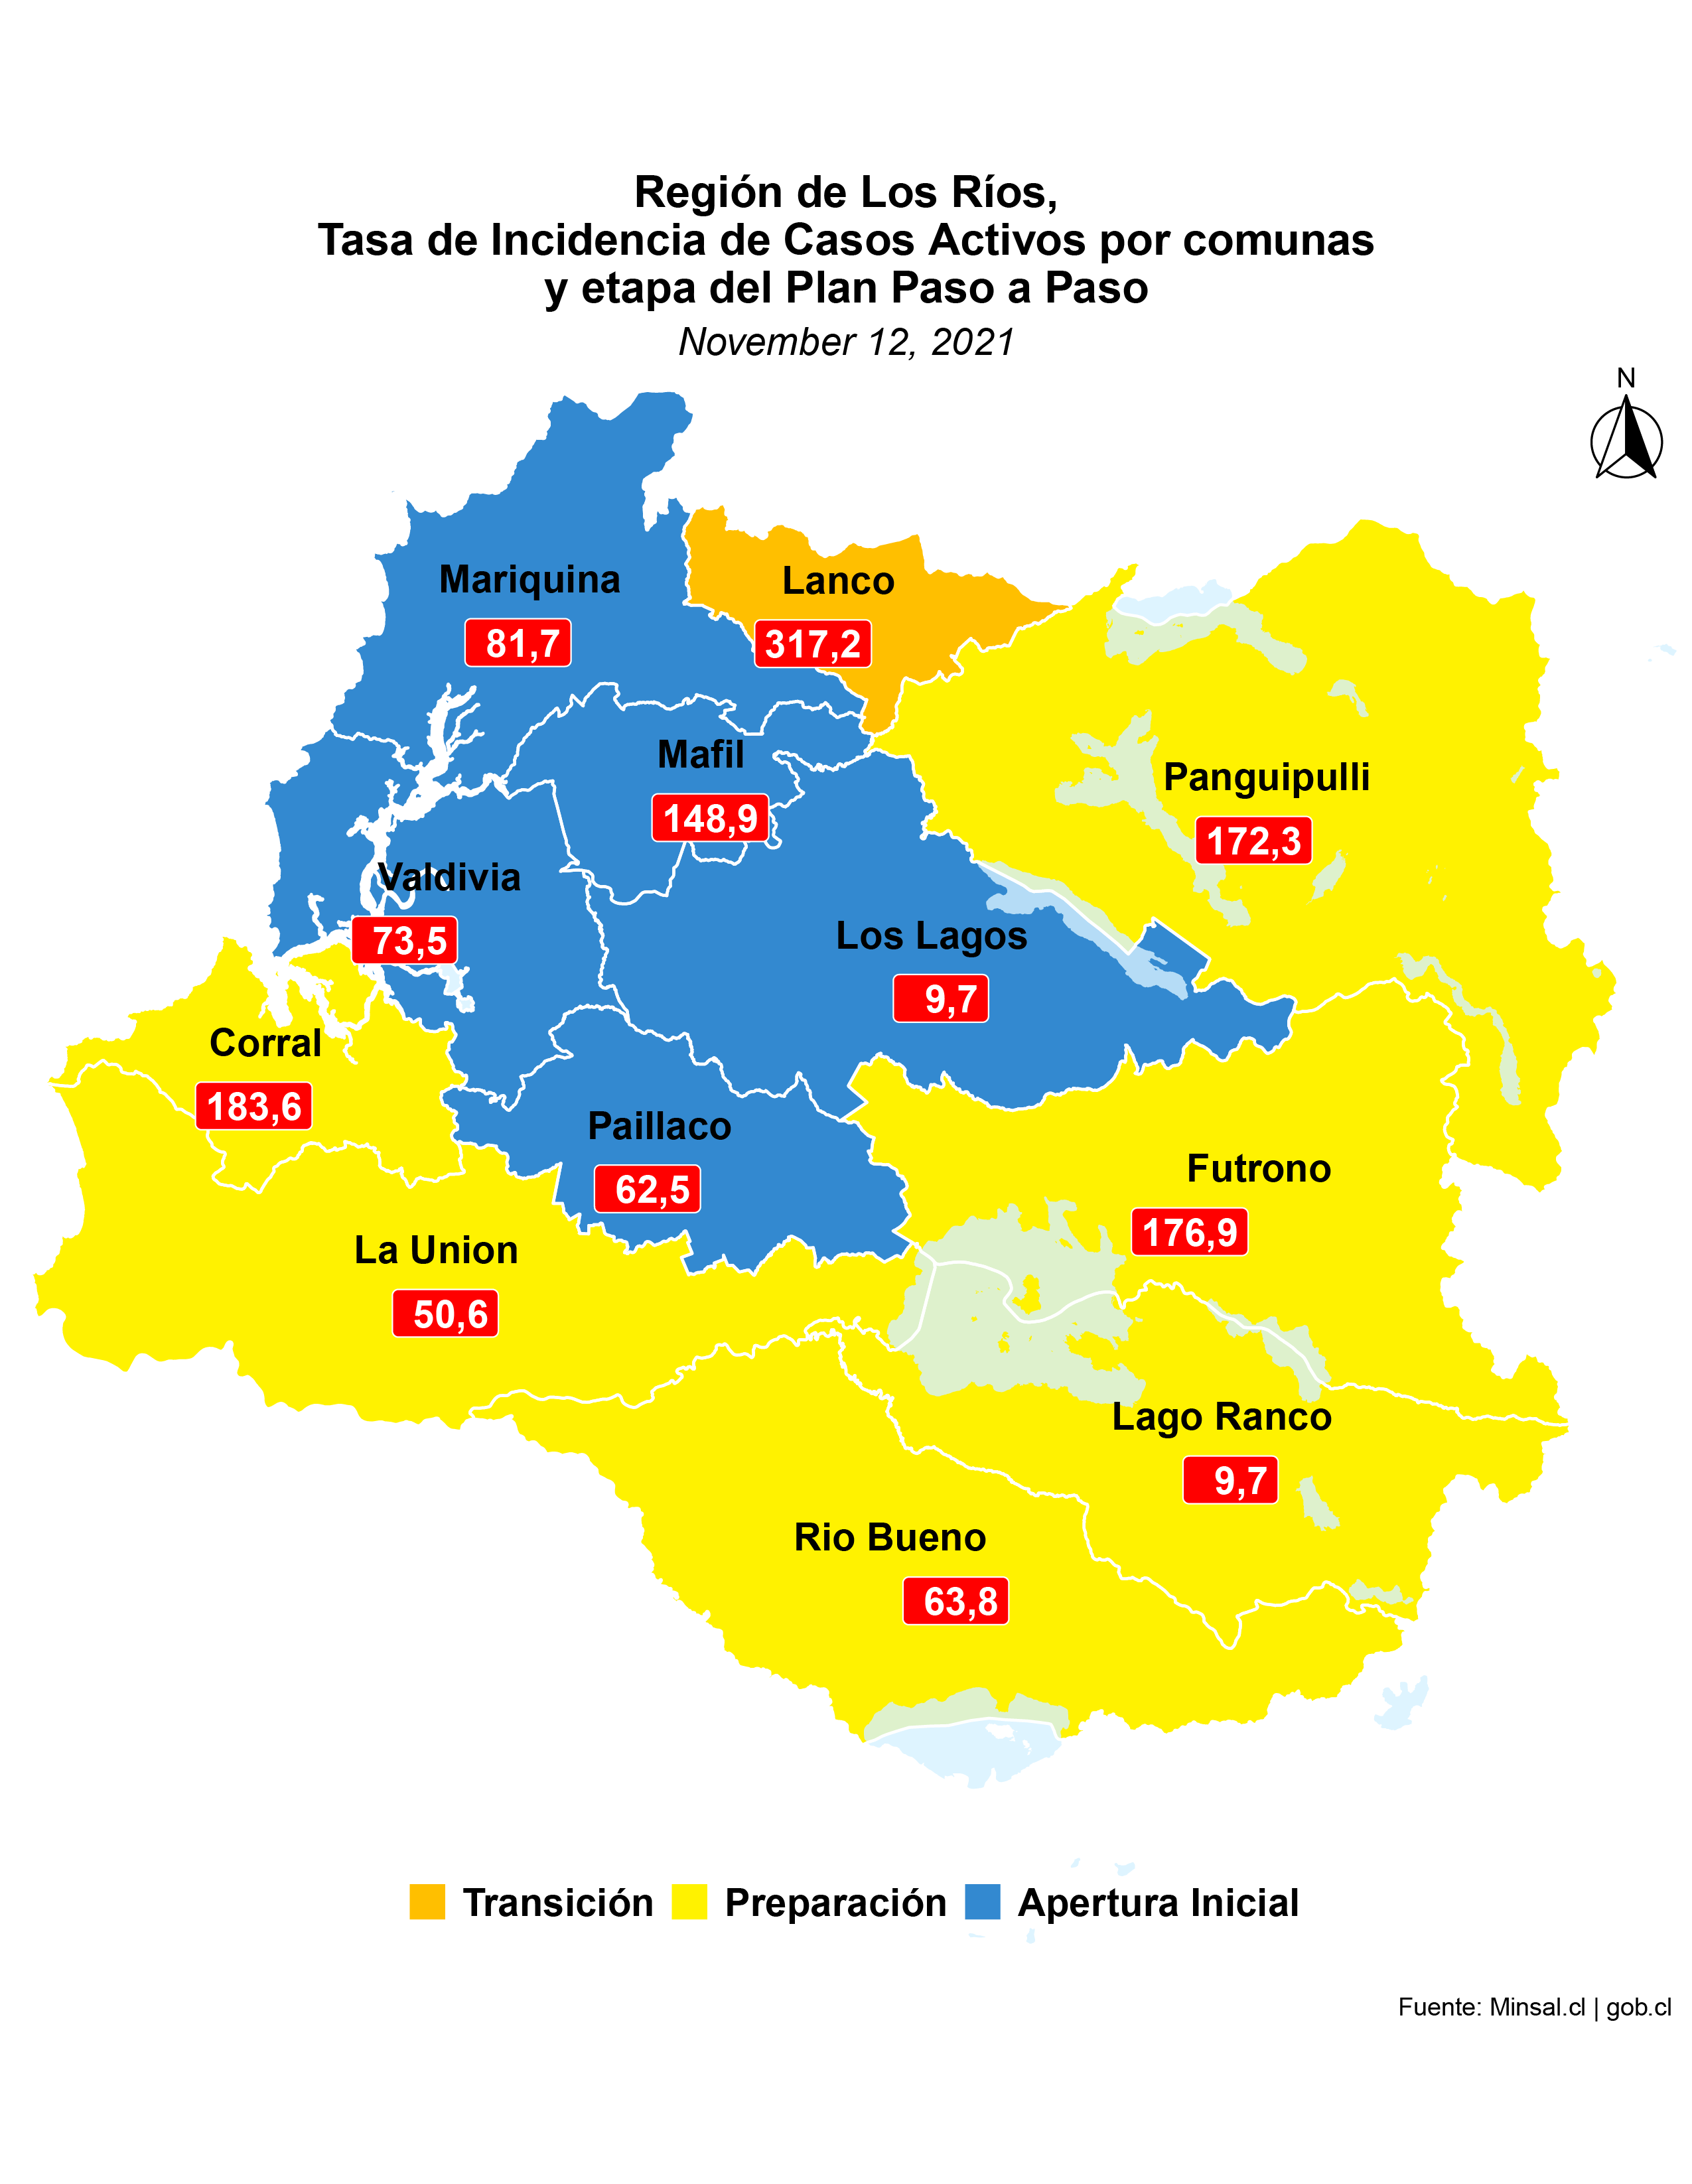 Región de Los Ríos,
Tasa de Incidencia de Casos Activos por comunas
y etapa del Plan Paso a Paso
November 12, 2021
N
Mariquina
81,7
Lanco
317,2
Mafil
148,9
Panguipulli
172,3
Valdivia
73,5
Los Lagos
9,7
Corral
183,6
Paillaco
62,5
Futrono
176,9
La Union
50,6
Lago Ranco
9,7
Rio Bueno
63,8
Transición Preparación Apertura Inicial
Fuente: Minsal.cl | gob.cl